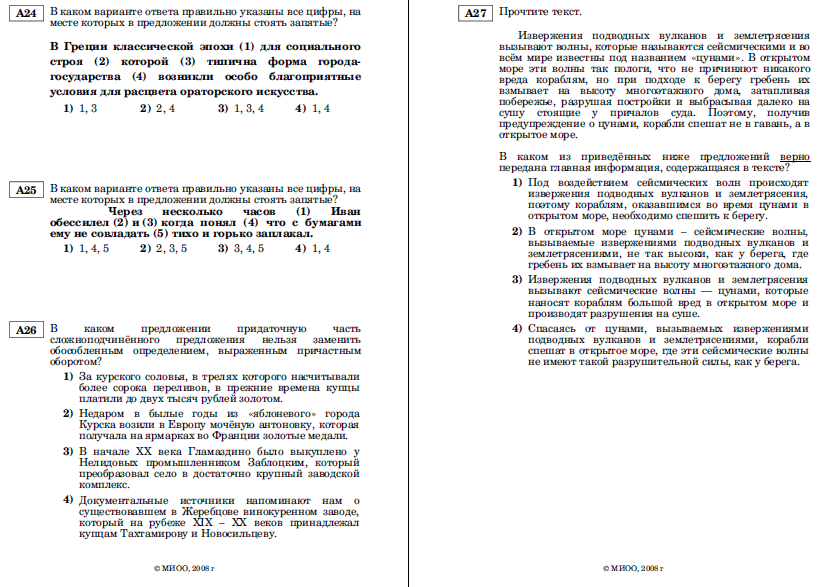 А24
В каком варианте ответа правильно указаны все цифры, на
месте которых в предложении должны стоять запятые?
В Греции классической эпохи (1) для социального
строя (2) которой (3) типична форма города-
государства (4) возникли особо благоприятные
условия для расцвета ораторского искусства.
1) 1, 3 2) 2, 4 3) 1, 3, 4 4) 1, 4
А25
В каком варианте ответа правильно указаны все цифры, на
месте которых в предложении должны стоять запятые?
Через несколько часов (1) Иван
обессилел (2) и (3) когда понял (4) что с бумагами
ему не совладать (5) тихо и горько заплакал.
1) 1, 4, 5 2) 2, 3, 5 3) 3, 4, 5 4) 1, 4
А26
В каком предложении придаточную часть
сложноподчинённого предложения нельзя заменить
обособленным определением, выраженным причастным
оборотом?
1) За курского соловья, в трелях которого насчитывали
более сорока переливов, в прежние времена купцы
платили до двух тысяч рублей золотом.
2) Недаром в былые годы из «яблоневого» города
Курска возили в Европу мочёную антоновку, которая
получала на ярмарках во Франции золотые медали.
3) В начале XX века Гламаздино было выкуплено у
Нелидовых промышленником Заблоцким, который
преобразовал село в достаточно крупный заводской
комплекс.
4) Документальные источники напоминают нам о
существовавшем в Жеребцове винокуренном заводе,
который на рубеже XIX – XX веков принадлежал
купцам Тахтамирову и Новосильцеву.
© МИОО, 2008 г
А27
Прочтите текст.
Извержения подводных вулканов и землетрясения
вызывают волны, которые называются сейсмическими и во
всём мире известны под названием «цунами». В открытом
море эти волны так пологи, что не причиняют никакого
вреда кораблям, но при подходе к берегу гребень их
взмывает на высоту многоэтажного дома, затапливая
побережье, разрушая постройки и выбрасывая далеко на
сушу стоящие у причалов суда. Поэтому, получив
предупреждение о цунами, корабли спешат не в гавань, а в
открытое море.
В каком из приведённых ниже предложений верно
передана главная информация, содержащаяся в тексте?
1) Под воздействием сейсмических волн происходят
извержения подводных вулканов и землетрясения,
поэтому кораблям, оказавшимся во время цунами в
открытом море, необходимо спешить к берегу.
2) В открытом море цунами – сейсмические волны,
вызываемые извержениями подводных вулканов и
землетрясениями, не так высоки, как у берега, где
гребень их взмывает на высоту многоэтажного дома.
3) Извержения подводных вулканов и землетрясения
вызывают сейсмические волны — цунами, которые
наносят кораблям большой вред в открытом море и
производят разрушения на суше.
4) Спасаясь от цунами, вызываемых извержениями
подводных вулканов и землетрясениями, корабли
спешат в открытое море, где эти сейсмические волны
не имеют такой разрушительной силы, как у берега.
© МИОО, 2008 г